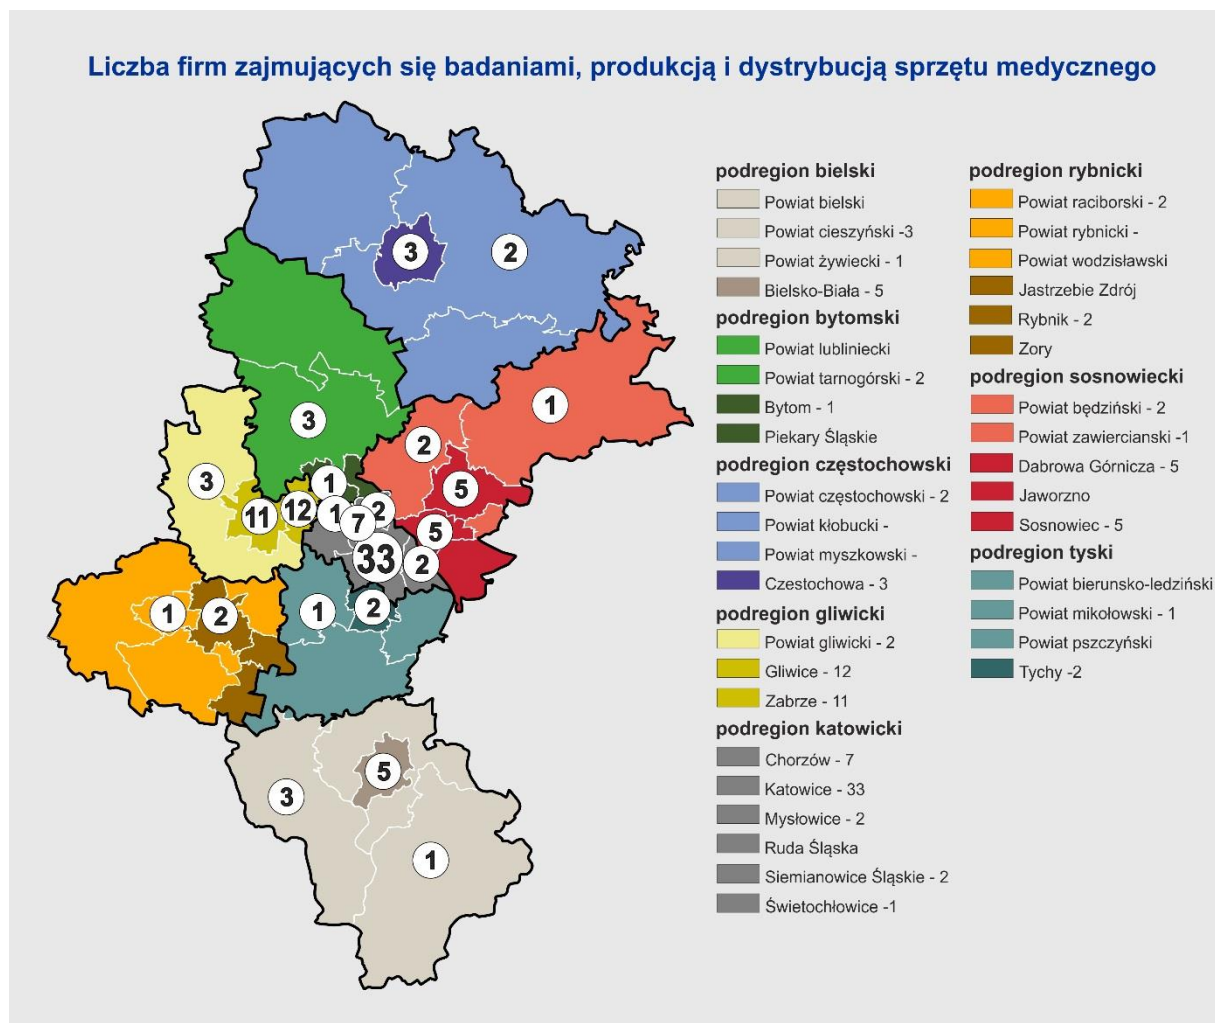 Liczba firm zajmujących się badaniami, produkcją i dystrybucją sprzętu medycznego
3
2
1
3
2
3
5
1
11
12
1
2
7
5
33
2
1
2
1
2
5
3
1
podregion bielski
Powiat bielski
Powiat cieszyński -3
Powiat żywiecki - 1
Bielsko-Biała - 5
podregion bytomski
Powiat lubliniecki
Powiat tarnogórski - 2
Bytom - 1
Piekary Śląskie
podregion częstochowski
Powiat częstochowski - 2
Powiat kłobucki -
Powiat myszkowski -
Czestochowa - 3
podregion gliwicki
Powiat gliwicki - 2
Gliwice - 12
Zabrze - 11
podregion katowicki
Chorzów - 7
Katowice - 33
Mysłowice - 2
Ruda Śląska
Siemianowice Śląskie - 2
Świetochłowice -1
podregion rybnicki
Powiat raciborski - 2
Powiat rybnicki -
Powiat wodzisławski
Jastrzebie Zdrój
Rybnik - 2
Zory
podregion sosnowiecki
Powiat będziński - 2
Powiat zawiercianski -1
Dabrowa Górnicza - 5
Jaworzno
Sosnowiec - 5
podregion tyski
Powiat bierunsko-ledziński
Powiat mikołowski - 1
Powiat pszczyński
Tychy -2